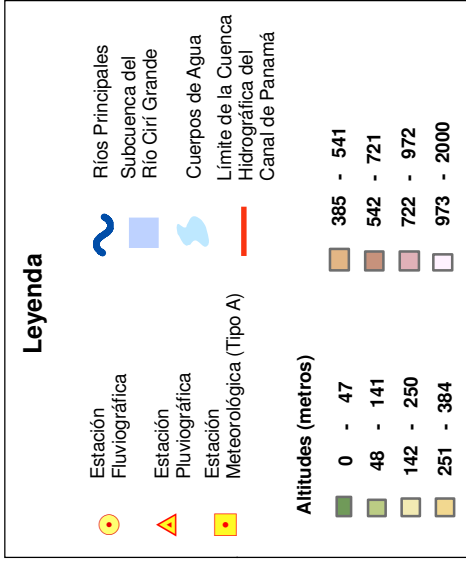 Leyenda
Estación
Fluviográfica
Estación
Pluviográfica
Estación
Meteorológica (Tipo A)
Ríos Principales
Subcuenca del
Río Cirí Grande
Cuerpos de Agua
Límite de la Cuenca
Hidrográfica del
Canal de Panamá
Altitudes (metros)
0 - 47
48 - 141
142 - 250
251 - 384
385 - 541
542 - 721
722 - 972
973 - 2000